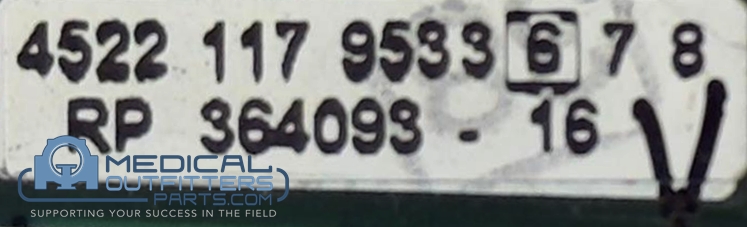 4522 117 9533 6 7 8
RP 364093 - 16
MEDICAL
OUTFITTERS
PARTS.COM
SUPPORTING YOUR SUCCESS IN THE FIELD